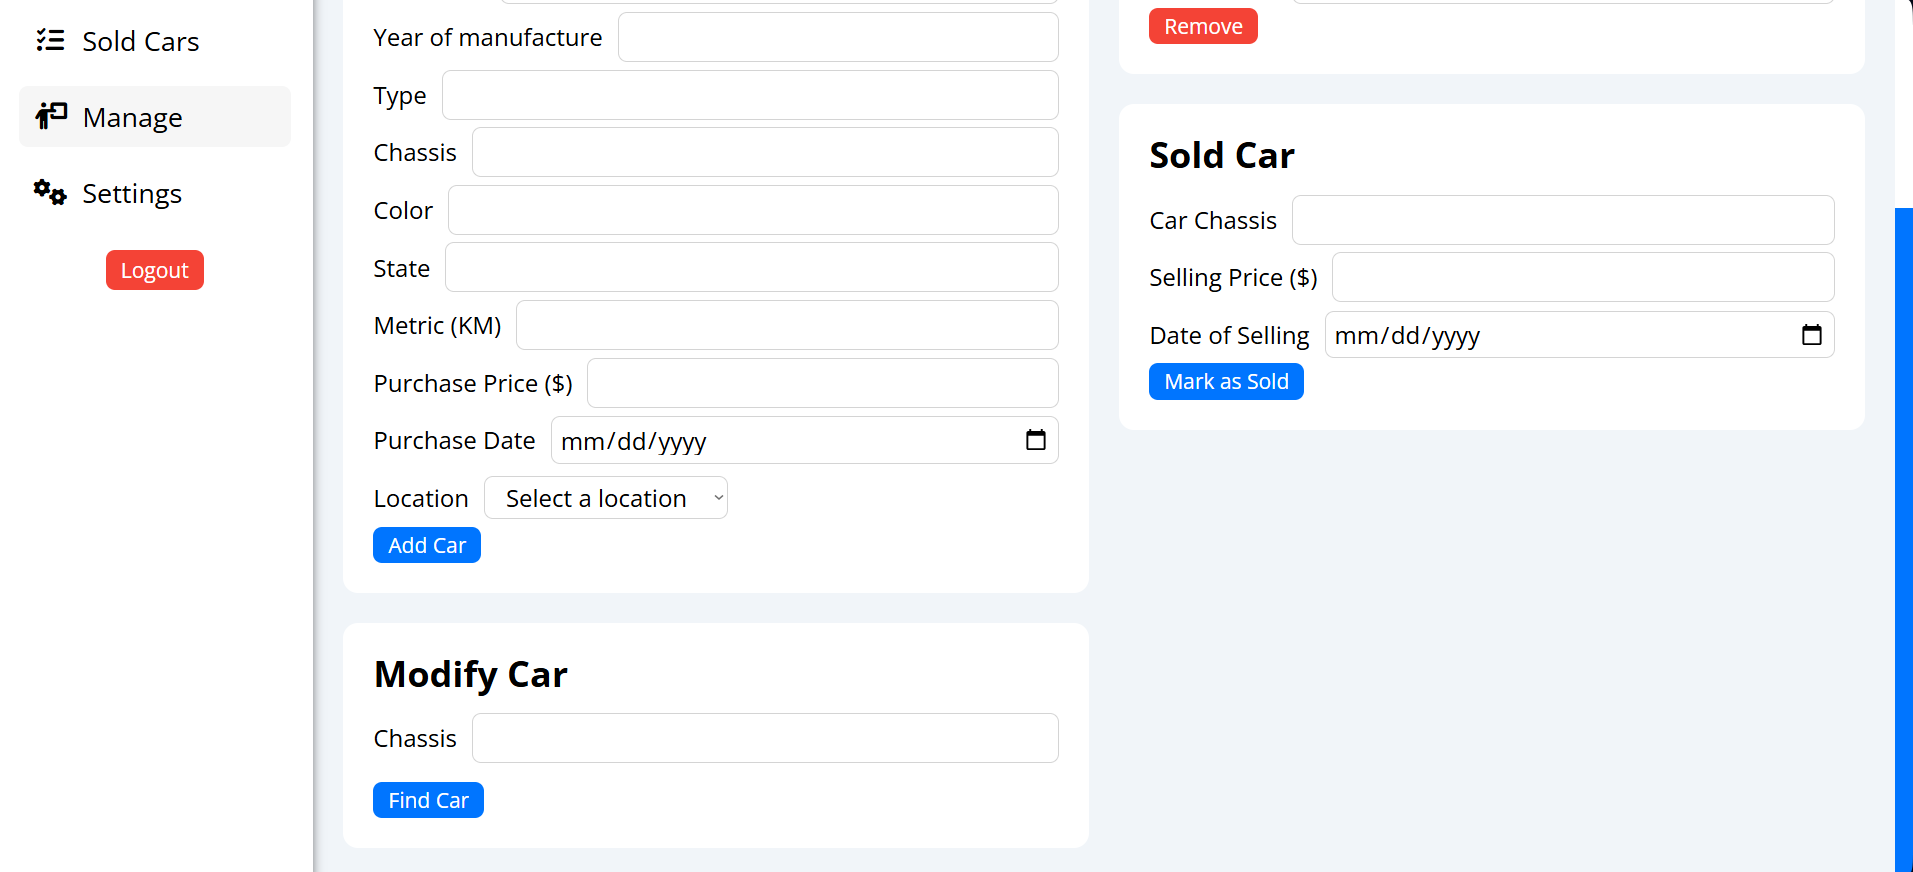 Sold Cars
Manage
Settings
Logout
Year of manufacture
Type
Chassis
Color
State
Metric (KM)
Purchase Price ($)
Purchase Date mm/dd/yyyy
Location Select a location
Add Car
Modify Car
Chassis
Find Car
Remove
Sold Car
Car Chassis
Selling Price ($)
Date of Selling mm/dd/yyyy
Mark as Sold